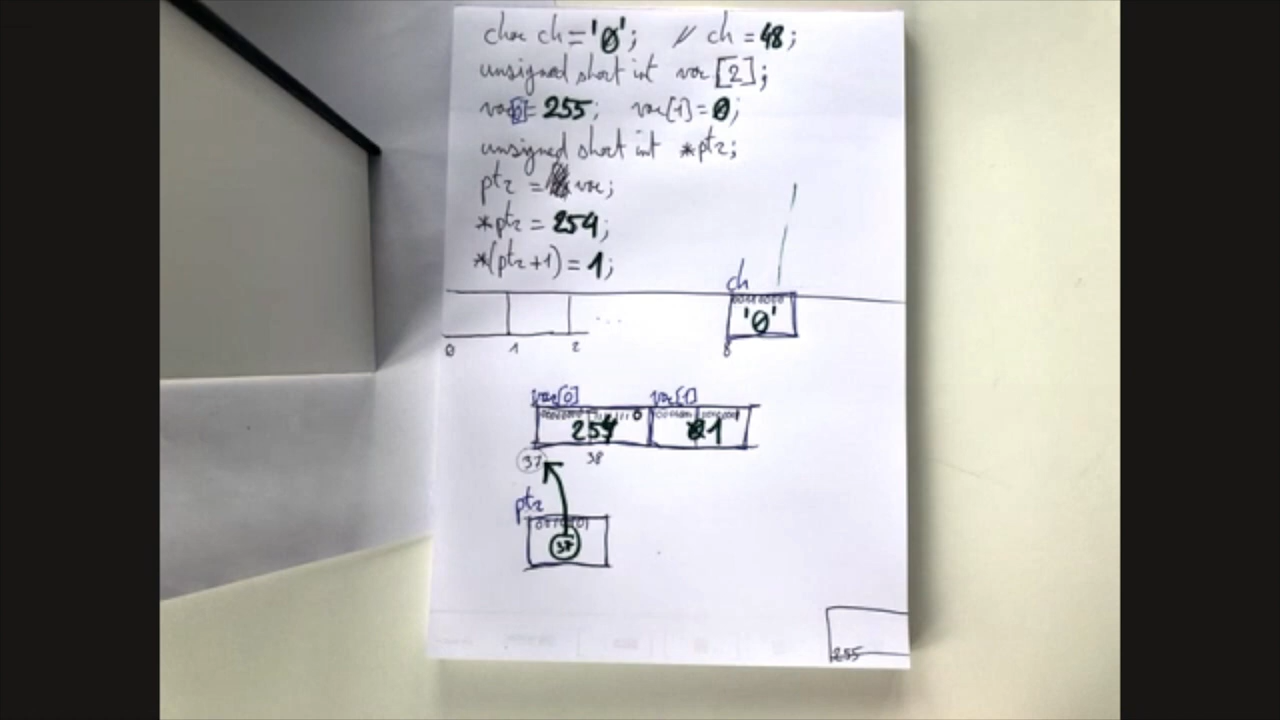 char ch = '0'; // ch = 48;
unsigned short int var [2];
var[0] = 255; var[1] = 0;
unsigned short int *ptr;
ptr = var;
*ptr = 254;
*(ptr+1) = 1;
ch
00110000
'0'
0 1 2 ... 8
var[0] var[1]
254 1
37 38
ptr
37
255